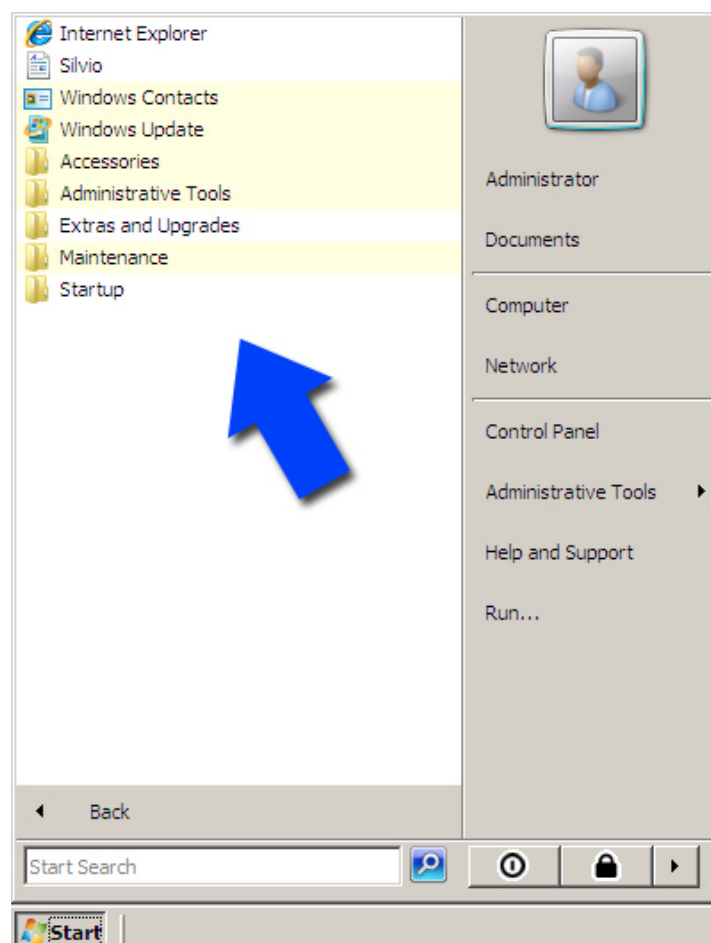 Internet Explorer
Silvio
Windows Contacts
Windows Update
Accessories
Administrative Tools
Extras and Upgrades
Maintenance
Startup
Back
Start Search
Administrator
Documents
Computer
Network
Control Panel
Administrative Tools
Help and Support
Run...
Start